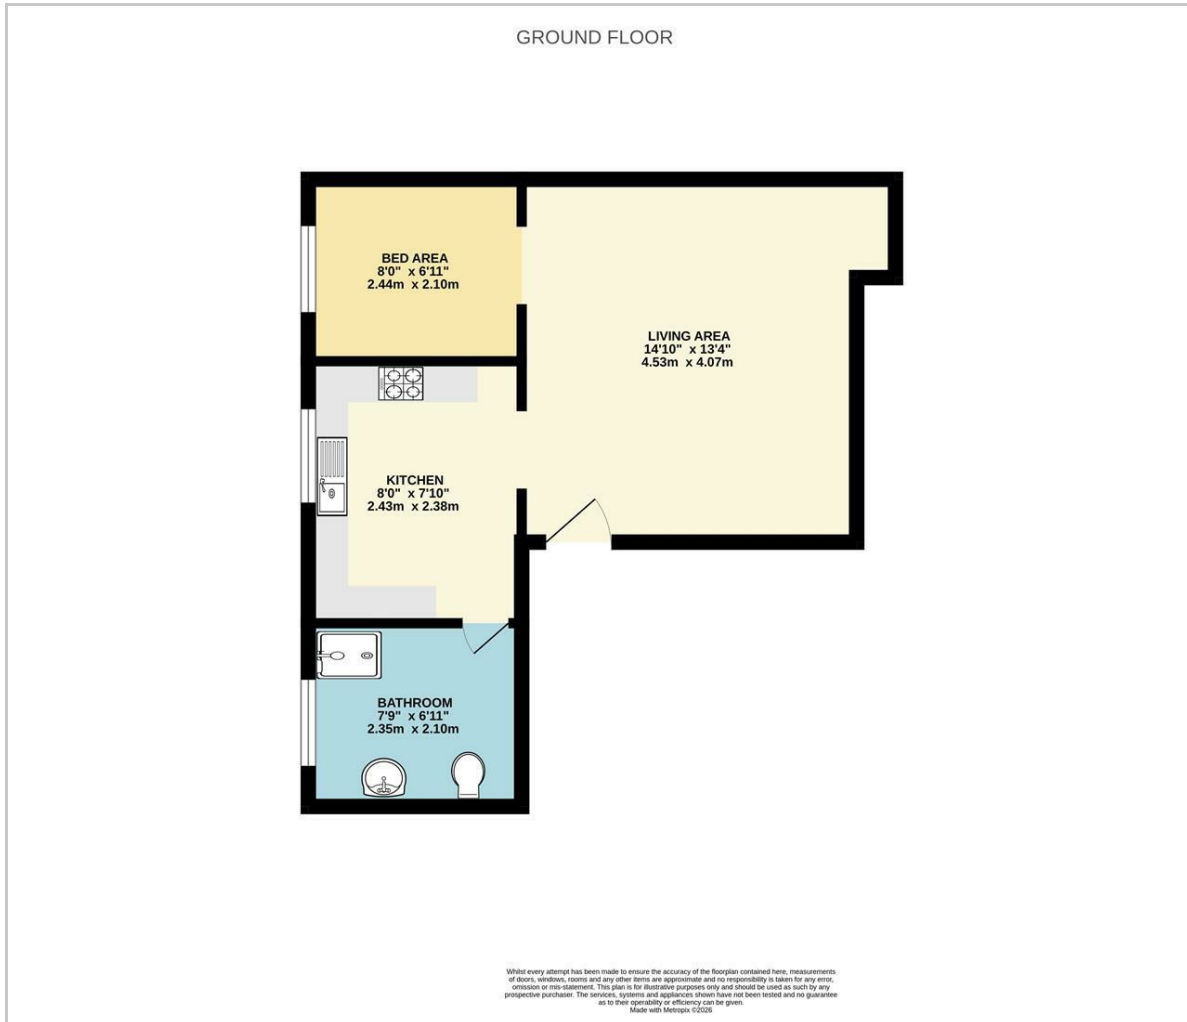 GROUND FLOOR
BED AREA
8'0" x 6'11"
2.44m x 2.10m
LIVING AREA
14'10" x 13'4"
4.53m x 4.07m
KITCHEN
8'0" x 7'10"
2.43m x 2.38m
BATHROOM
7'9" x 6'11"
2.35m x 2.10m
Whilst every attempt has been made to ensure the accuracy of the floorplan contained here, measurements
of doors, windows, rooms and any other items are approximate and no responsibility is taken for any error,
omission or mis-statement. This plan is for illustrative purposes only and should be used as such by any
prospective purchaser. The services, systems and appliances shown have not been tested and no guarantee
as to their operability or efficiency can be given.
Made with Metropix ©2026